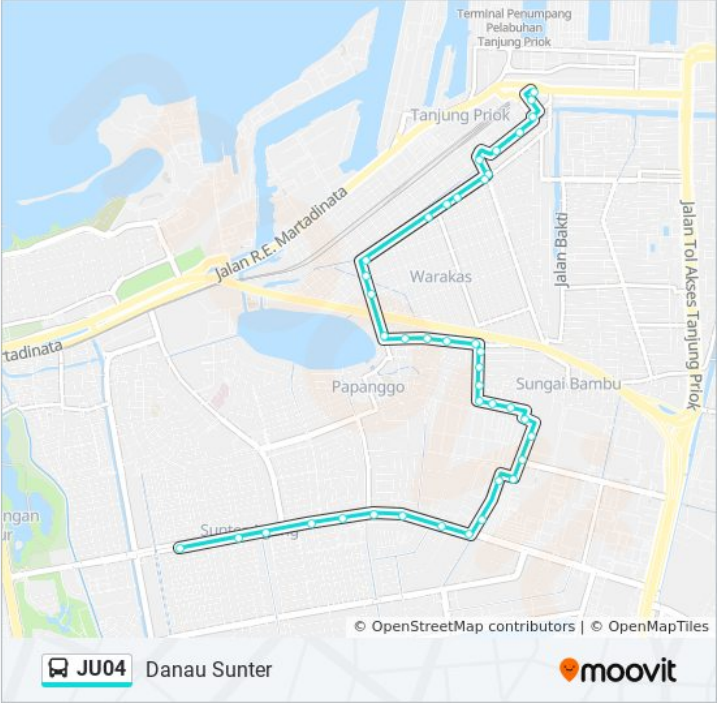 Terminal Penumpang
Pelabuhan
Tanjung Priok
Tanjung Priok
Jalan R.E. Martadinata
Jalan Bakti
Jalan Tol Akses Tanjung Priok
Warakas
rtadinata
Papanggo
Sungai Bambu
ngan
ur
© OpenStreetMap contributors | © OpenMapTiles
JU04 Danau Sunter
moovit